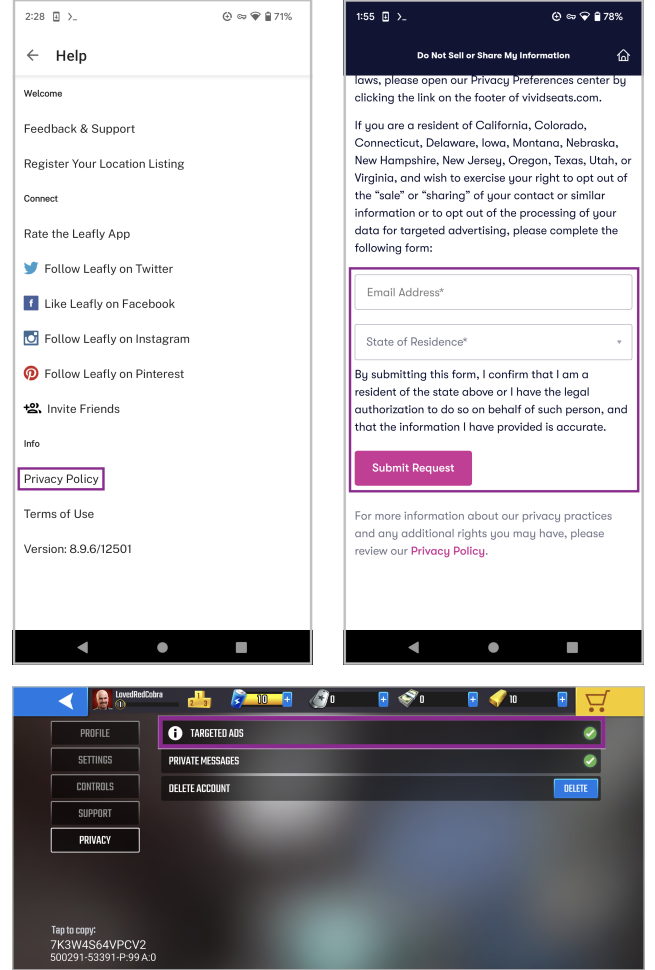 2:28 71%
Help
Welcome
Feedback & Support
Register Your Location Listing
Connect
Rate the Leafly App
Follow Leafly on Twitter
Like Leafly on Facebook
Follow Leafly on Instagram
Follow Leafly on Pinterest
Invite Friends
Info
Privacy Policy
Terms of Use
Version: 8.9.6/12501
1:55 78%
Do Not Sell or Share My Information
laws, please open our Privacy Preferences center by
clicking the link on the footer of vividseats.com.
If you are a resident of California, Colorado,
Connecticut, Delaware, Iowa, Montana, Nebraska,
New Hampshire, New Jersey, Oregon, Texas, Utah, or
Virginia, and wish to exercise your right to opt out of
the “sale” or “sharing” of your contact or similar
information or to opt out of the processing of your
data for targeted advertising, please complete the
following form:
Email Address*
State of Residence*
By submitting this form, I confirm that I am a
resident of the state above or I have the legal
authorization to do so on behalf of such person, and
that the information I have provided is accurate.
Submit Request
For more information about our privacy practices
and any additional rights you may have, please
review our Privacy Policy.
LovedRedCobra
1 2 3 10 + 0 + 0 + 10 +
PROFILE
SETTINGS
CONTROLS
SUPPORT
PRIVACY
TARGETED ADS
PRIVATE MESSAGES
DELETE ACCOUNT DELETE
Tap to copy:
7K3W4S64VPCV2
500291-53391-P:99 A:0